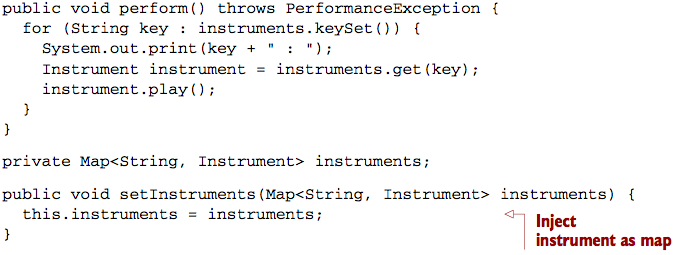 public void perform() throws PerformanceException {
  for (String key : instruments.keySet()) {
    System.out.print(key + " : ");
    Instrument instrument = instruments.get(key);
    instrument.play();
  }
}
private Map<String, Instrument> instruments;
public void setInstruments(Map<String, Instrument> instruments) {
  this.instruments = instruments;
}
Inject
instrument as map